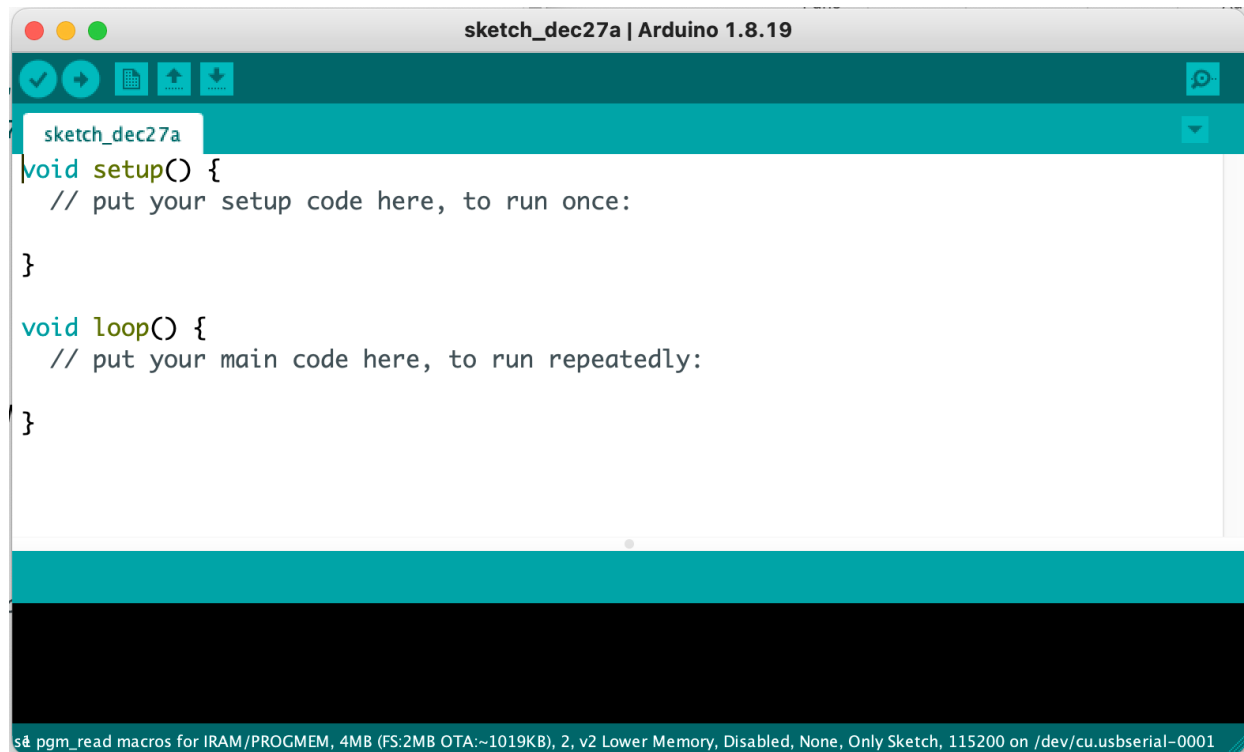 sketch_dec27a | Arduino 1.8.19
sketch_dec27a
void setup() {
  // put your setup code here, to run once:
}
void loop() {
  // put your main code here, to run repeatedly:
}
pgm_read macros for IRAM/PROGMEM, 4MB (FS:2MB OTA:~1019KB), 2, v2 Lower Memory, Disabled, None, Only Sketch, 115200 on /dev/cu.usbserial-0001